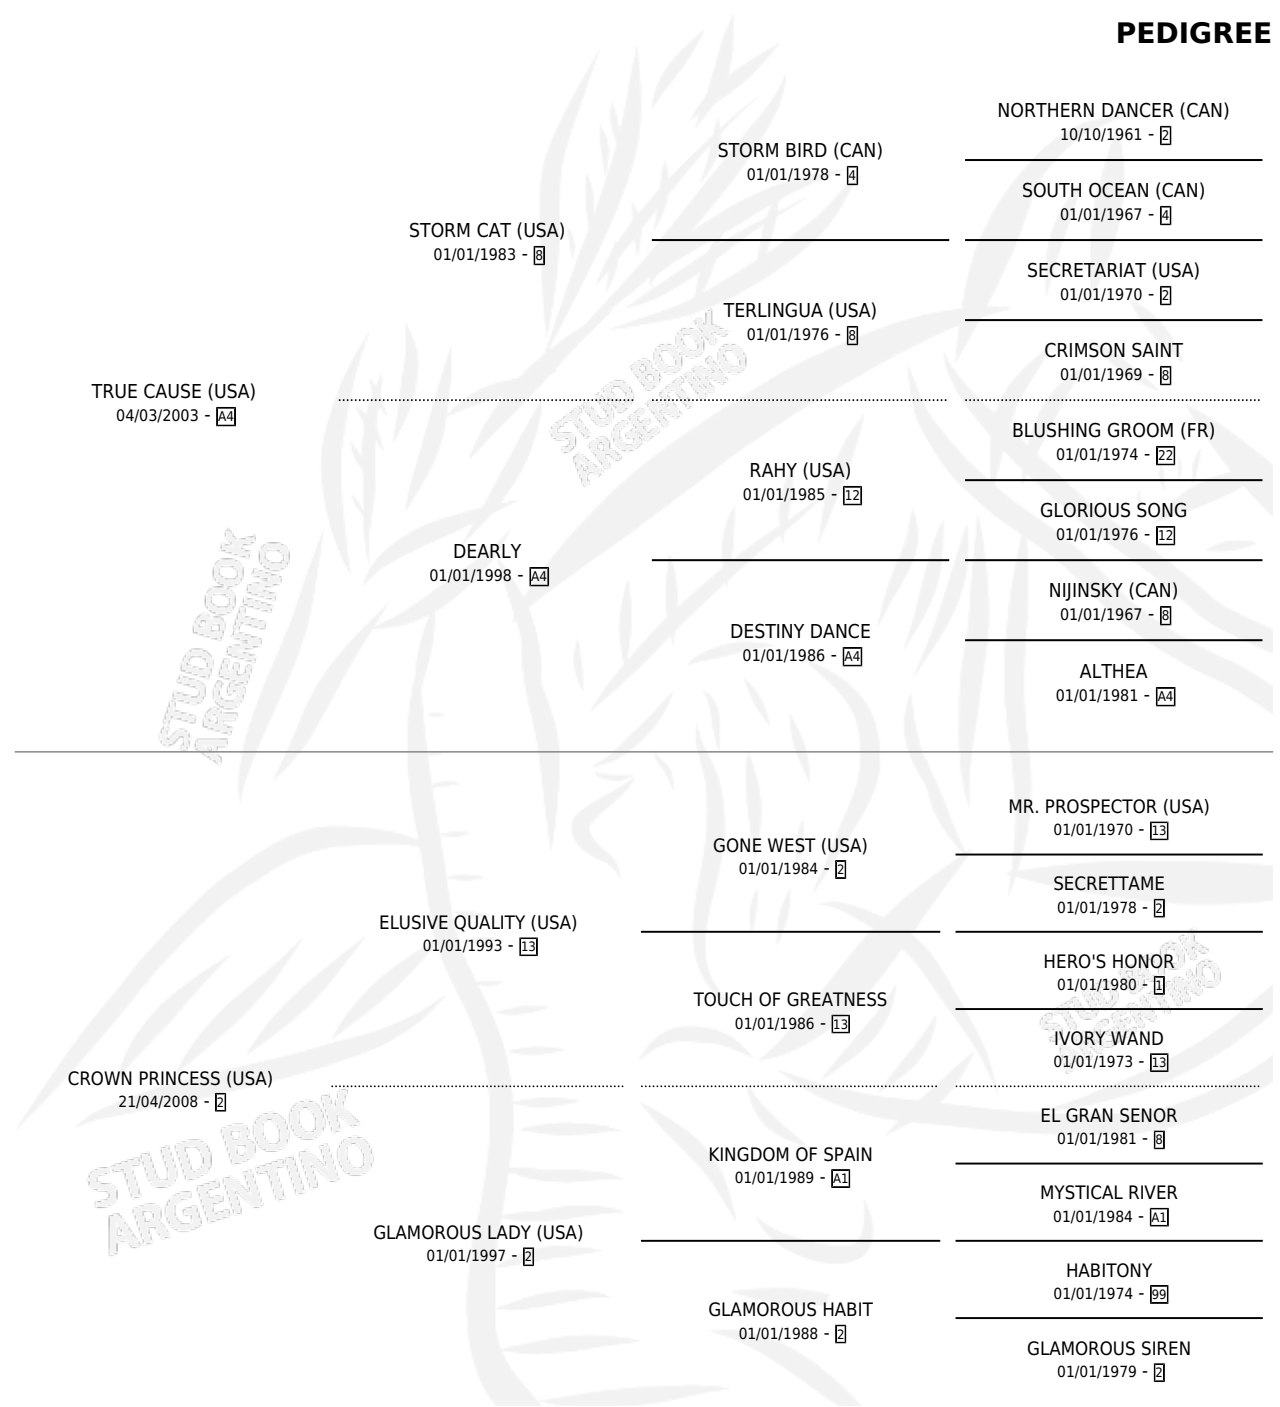 PEDIGREE
NORTHERN DANCER (CAN)
10/10/1961 - 2
STORM BIRD (CAN)
01/01/1978 - 4
SOUTH OCEAN (CAN)
01/01/1967 - 4
STORM CAT (USA)
01/01/1983 - 8
SECRETARIAT (USA)
01/01/1970 - 2
TERLINGUA (USA)
01/01/1976 - 8
CRIMSON SAINT
01/01/1969 - 8
TRUE CAUSE (USA)
04/03/2003 - A4
BLUSHING GROOM (FR)
01/01/1974 - 22
RAHY (USA)
01/01/1985 - 12
GLORIOUS SONG
01/01/1976 - 12
DEARLY
01/01/1998 - A4
NIJINSKY (CAN)
01/01/1967 - 8
DESTINY DANCE
01/01/1986 - A4
ALTHEA
01/01/1981 - A4
MR. PROSPECTOR (USA)
01/01/1970 - 13
GONE WEST (USA)
01/01/1984 - 2
SECRETTAME
01/01/1978 - 2
ELUSIVE QUALITY (USA)
01/01/1993 - 13
HERO'S HONOR
01/01/1980 - 1
TOUCH OF GREATNESS
01/01/1986 - 13
IVORY WAND
01/01/1973 - 13
CROWN PRINCESS (USA)
21/04/2008 - 2
EL GRAN SENOR
01/01/1981 - 8
KINGDOM OF SPAIN
01/01/1989 - A1
MYSTICAL RIVER
01/01/1984 - A1
GLAMOROUS LADY (USA)
01/01/1997 - 2
HABITONY
01/01/1974 - 99
GLAMOROUS HABIT
01/01/1988 - 2
GLAMOROUS SIREN
01/01/1979 - 2
STUD BOOK
ARGENTINO
STUD BOOK
ARGENTINO
STUD BOOK
ARGENTINO
STUD BOOK
ARGENTINO